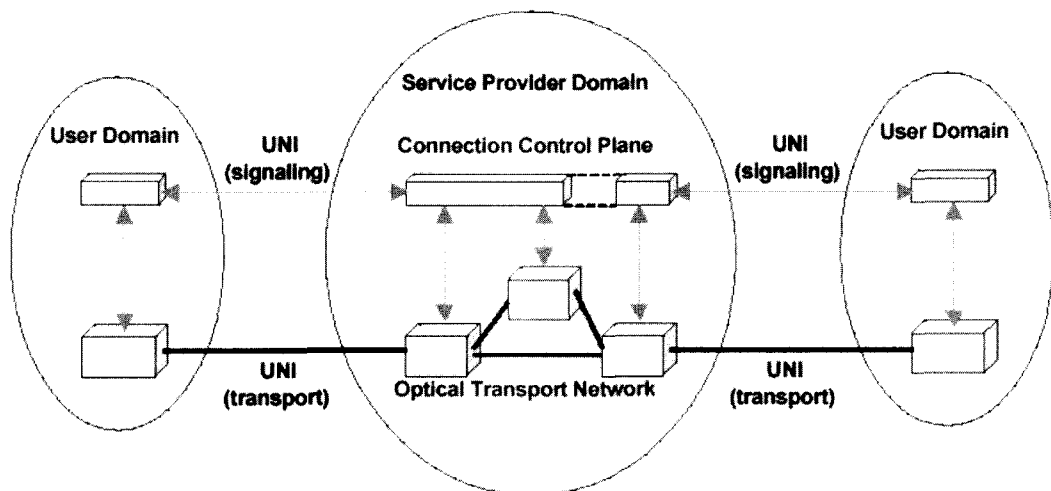 Service Provider Domain
User Domain
UNI
(signaling)
Connection Control Plane
UNI
(signaling)
User Domain
UNI
(transport)
Optical Transport Network
UNI
(transport)